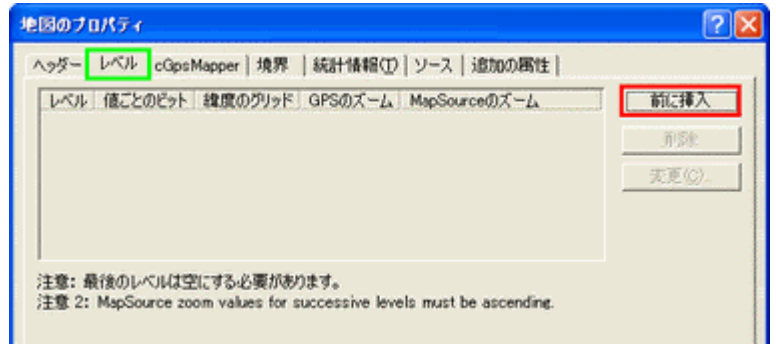 地図のプロパティ
ヘッダー レベル cGpsMapper 境界 統計情報(T) ソース 追加の属性
レベル 値ごとのビット 緯度のグリッド GPSのズーム MapSourceのズーム
前に挿入
削除
変更(C)...
注意: 最後のレベルは空にする必要があります。
注意 2: MapSource zoom values for successive levels must be ascending.